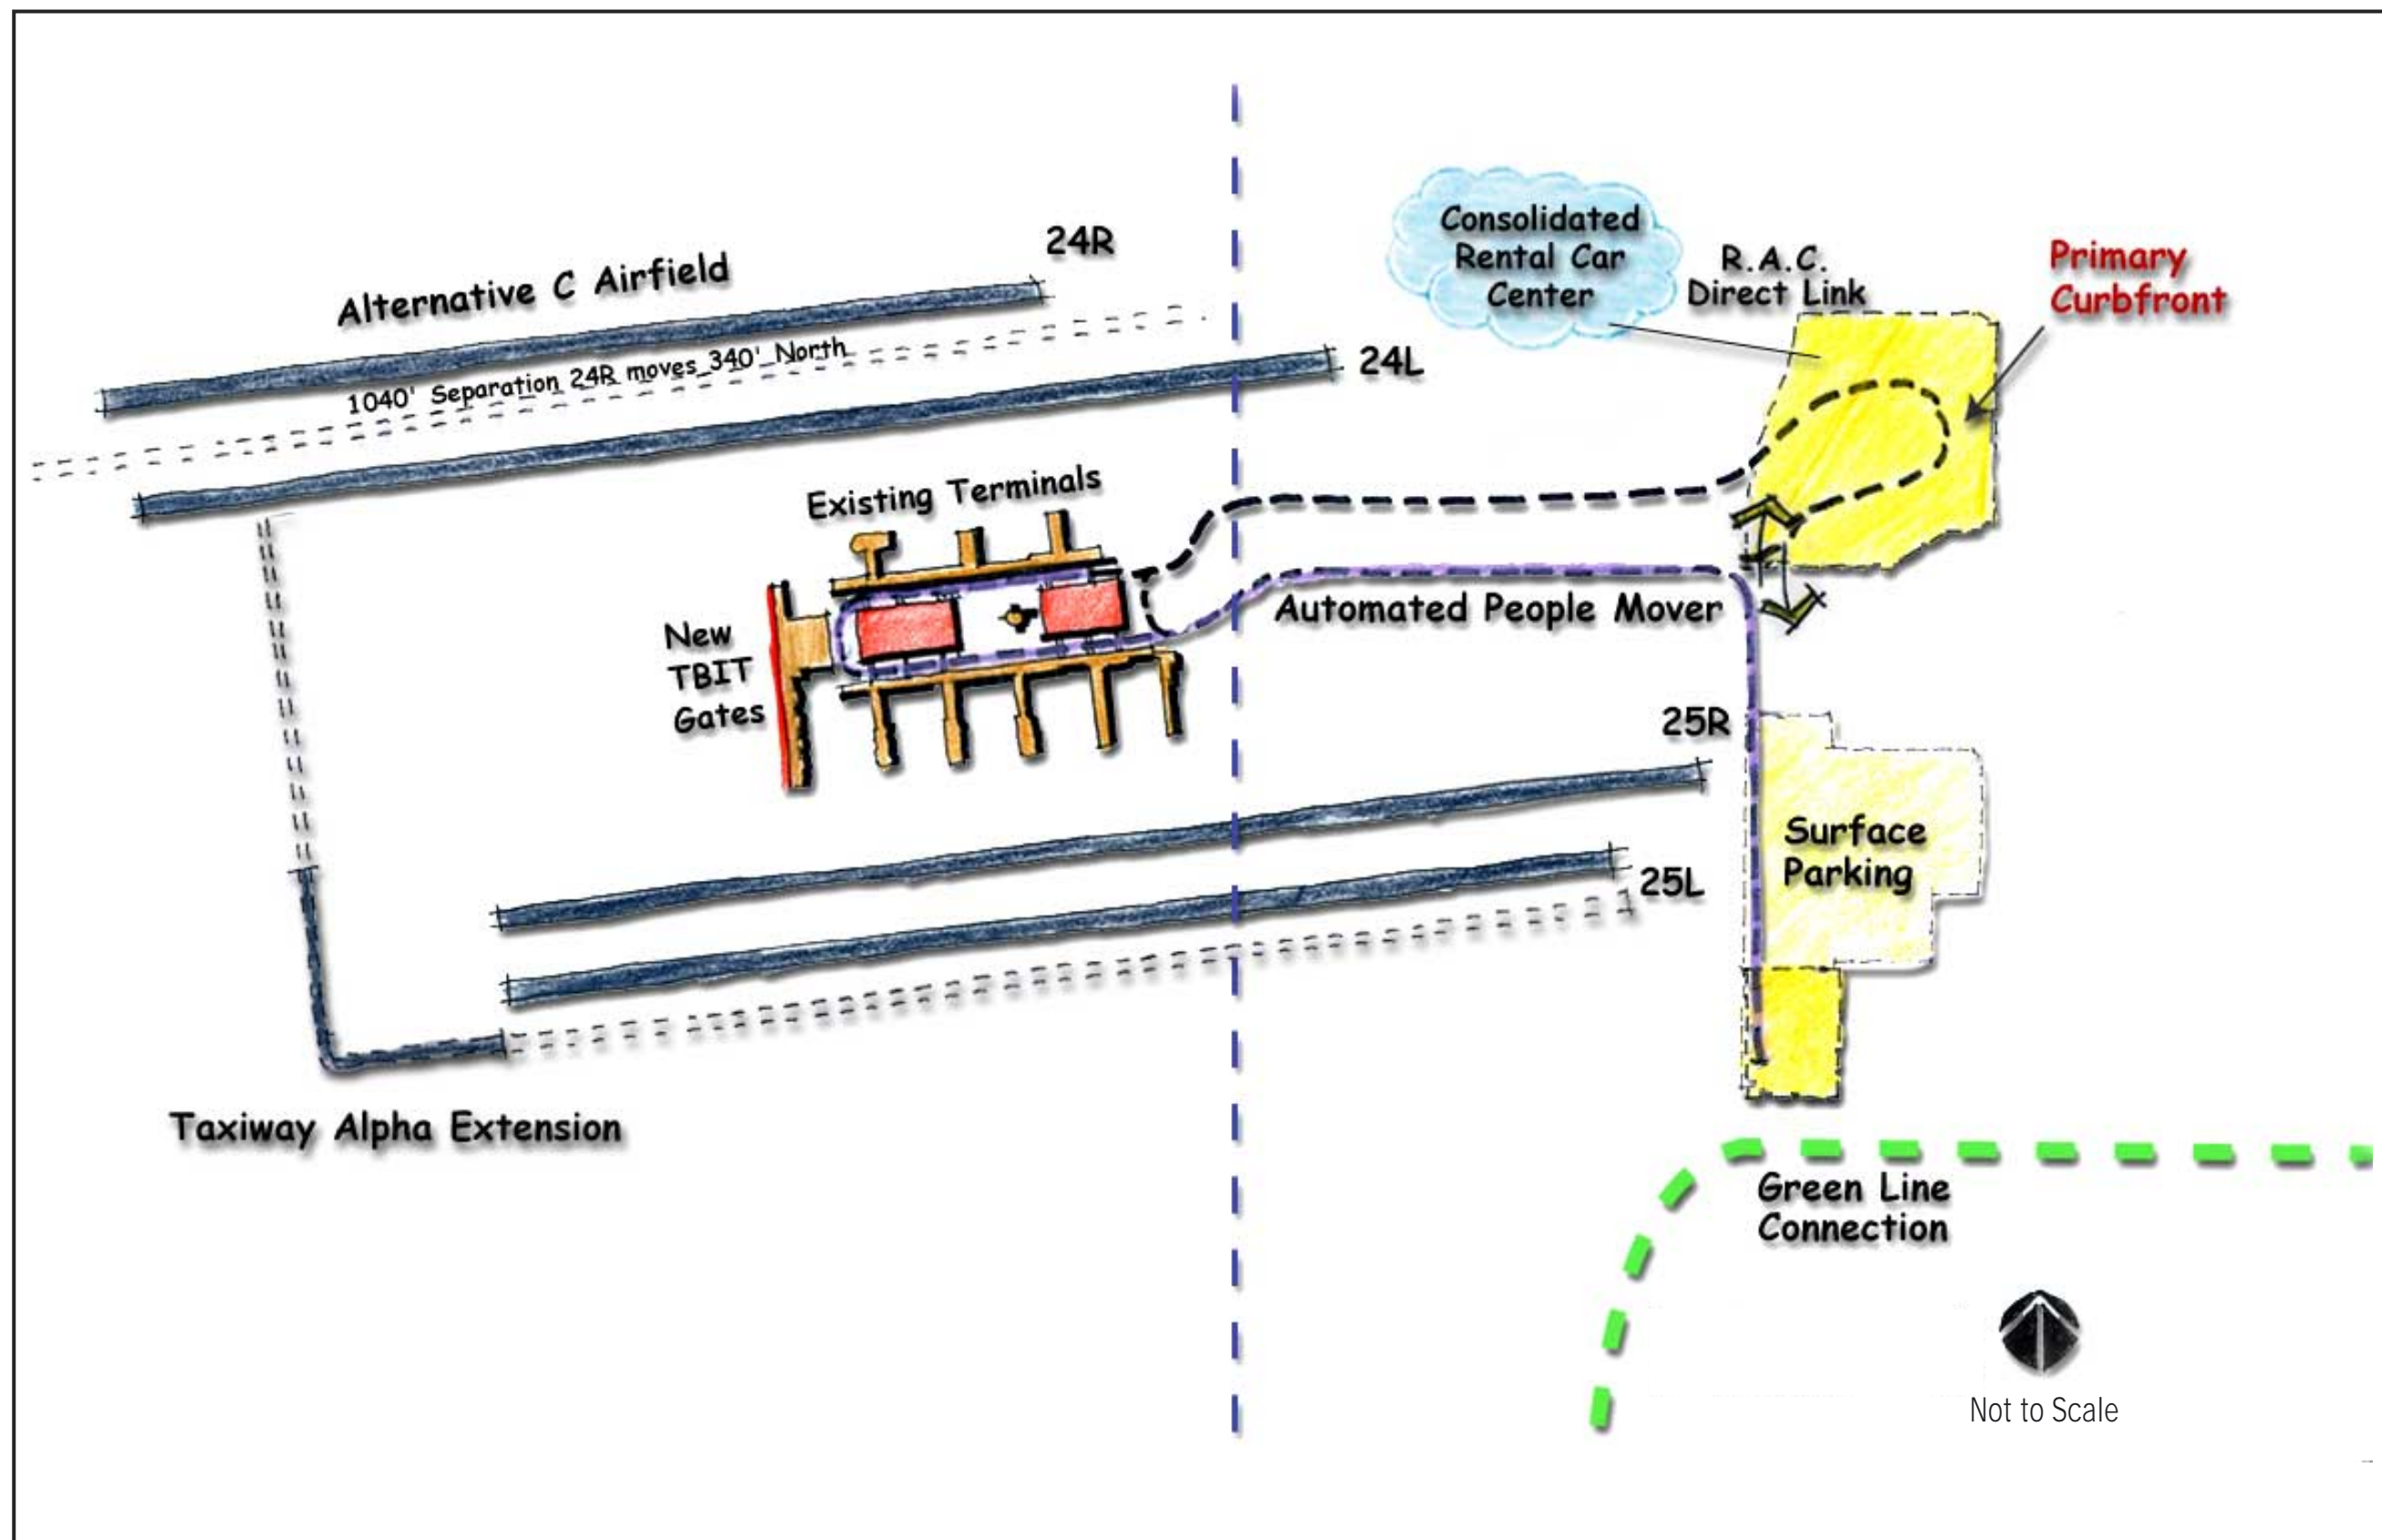 24R
Alternative C Airfield
1040' Separation 24R moves 340' North
24L
Consolidated
Rental Car
Center
R.A.C.
Direct Link
Primary
Curbfront
Existing Terminals
Automated People Mover
New
TBIT
Gates
25R
Surface
Parking
25L
Taxiway Alpha Extension
Green Line
Connection
Not to Scale